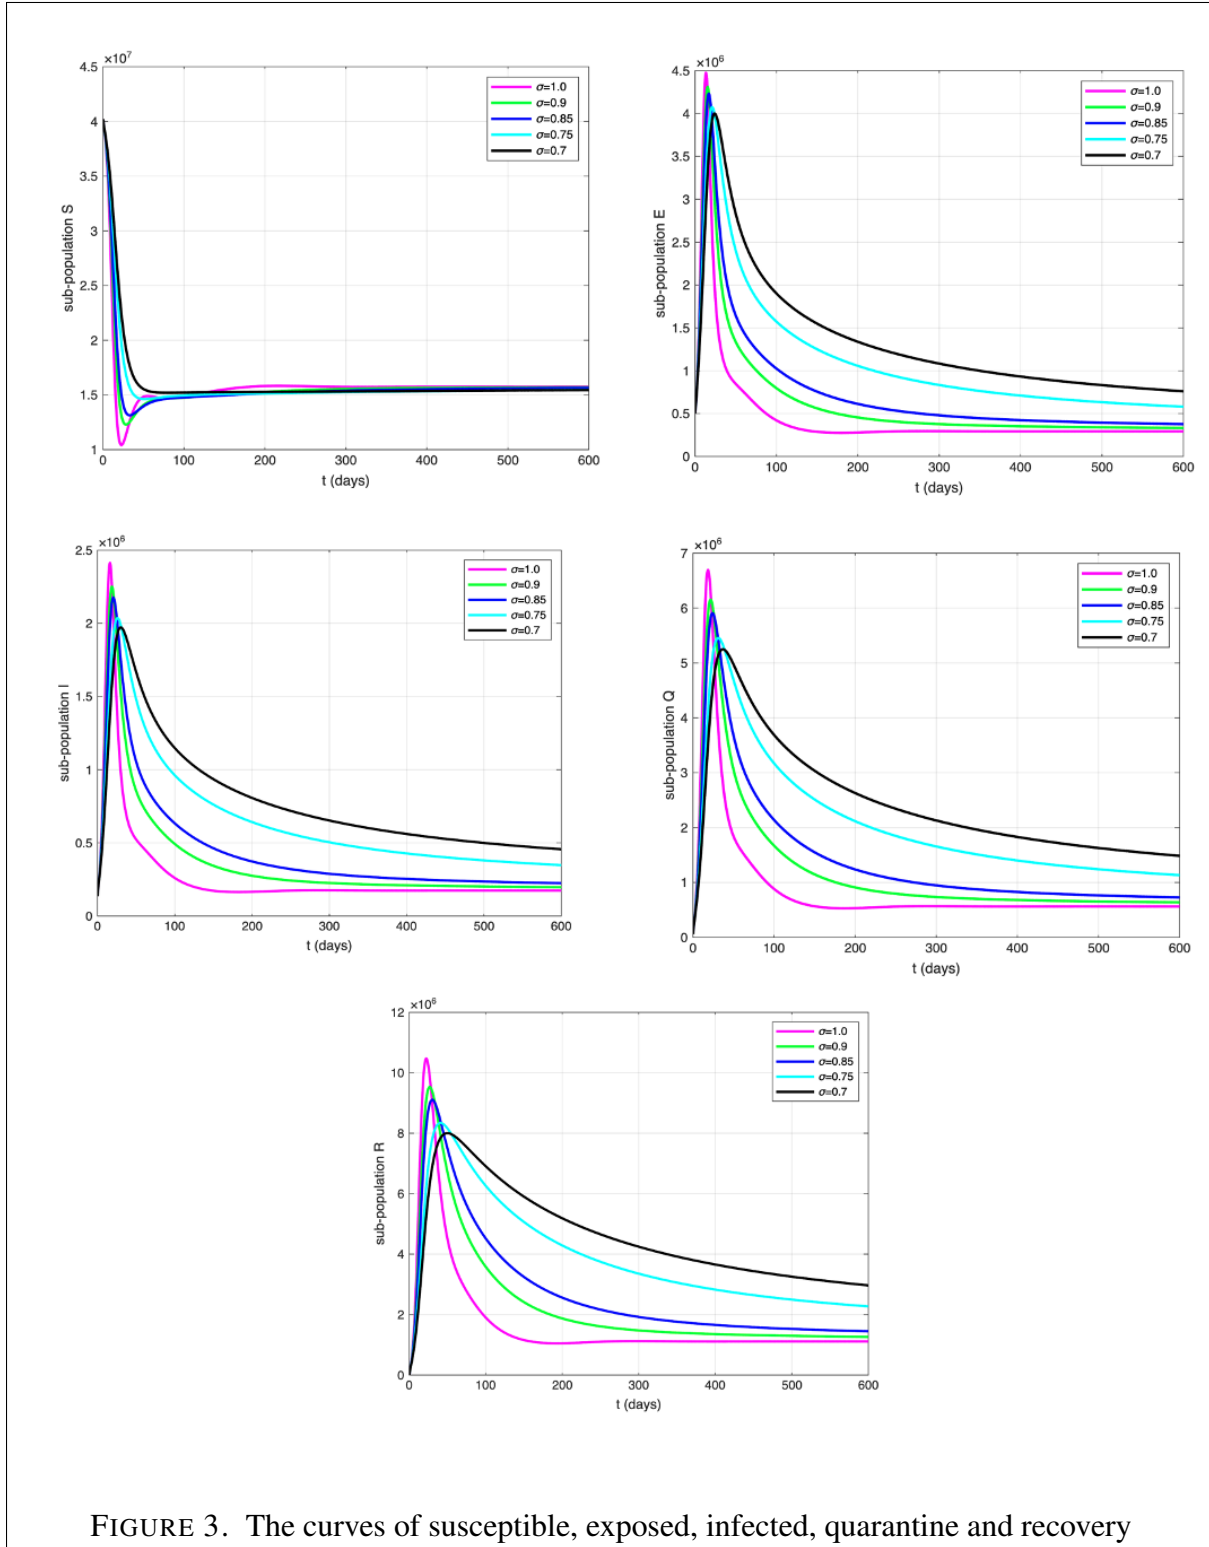 ×10⁷
4.5
4
3.5
3
2.5
2
1.5
1
0 100 200 300 400 500 600
sub-population S
t (days)
σ=1.0
σ=0.9
σ=0.85
σ=0.75
σ=0.7
×10⁶
4.5
4
3.5
3
2.5
2
1.5
1
0.5
0
0 100 200 300 400 500 600
sub-population E
t (days)
σ=1.0
σ=0.9
σ=0.85
σ=0.75
σ=0.7
×10⁶
2.5
2
1.5
1
0.5
0
0 100 200 300 400 500 600
sub-population I
t (days)
σ=1.0
σ=0.9
σ=0.85
σ=0.75
σ=0.7
×10⁶
7
6
5
4
3
2
1
0
0 100 200 300 400 500 600
sub-population Q
t (days)
σ=1.0
σ=0.9
σ=0.85
σ=0.75
σ=0.7
×10⁶
12
10
8
6
4
2
0
0 100 200 300 400 500 600
sub-population R
t (days)
σ=1.0
σ=0.9
σ=0.85
σ=0.75
σ=0.7
FIGURE 3. The curves of susceptible, exposed, infected, quarantine and recovery